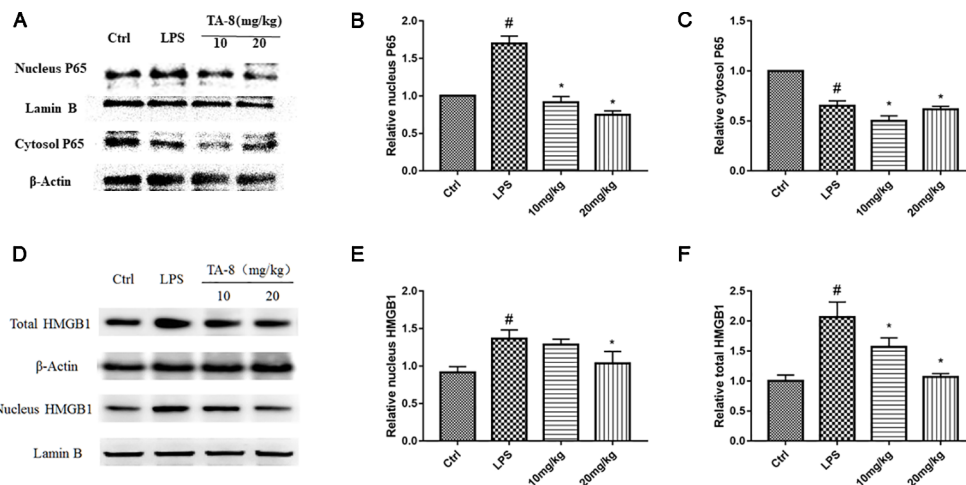 A
TA-8(mg/kg)
Ctrl LPS 10 20
Nucleus P65
Lamin B
Cytosol P65
β-Actin
B
Relative nucleus P65
2.0
1.5
1.0
0.5
0.0
#
*
*
Ctrl
LPS
10mg/kg
20mg/kg
C
Relative cytosol P65
1.5
1.0
0.5
0.0
#
*
*
Ctrl
LPS
10mg/kg
20mg/kg
D
TA-8（mg/kg）
Ctrl LPS 10 20
Total HMGB1
β-Actin
Nucleus HMGB1
Lamin B
E
Relative nucleus HMGB1
2.0
1.5
1.0
0.5
0.0
#
*
Ctrl
LPS
10mg/kg
20mg/kg
F
Relative total HMGB1
2.5
2.0
1.5
1.0
0.5
0.0
#
*
*
Ctrl
LPS
10mg/kg
20mg/kg